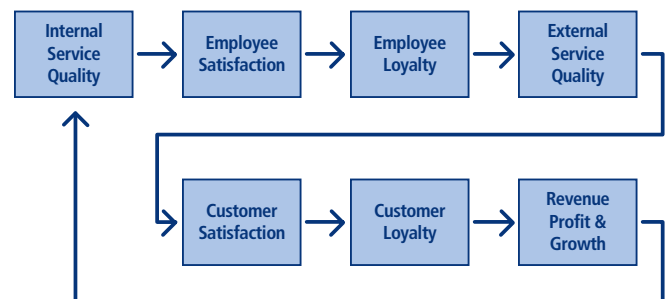 Internal
Service
Quality
Employee
Satisfaction
Employee
Loyalty
External
Service
Quality
Customer
Satisfaction
Customer
Loyalty
Revenue
Profit &
Growth